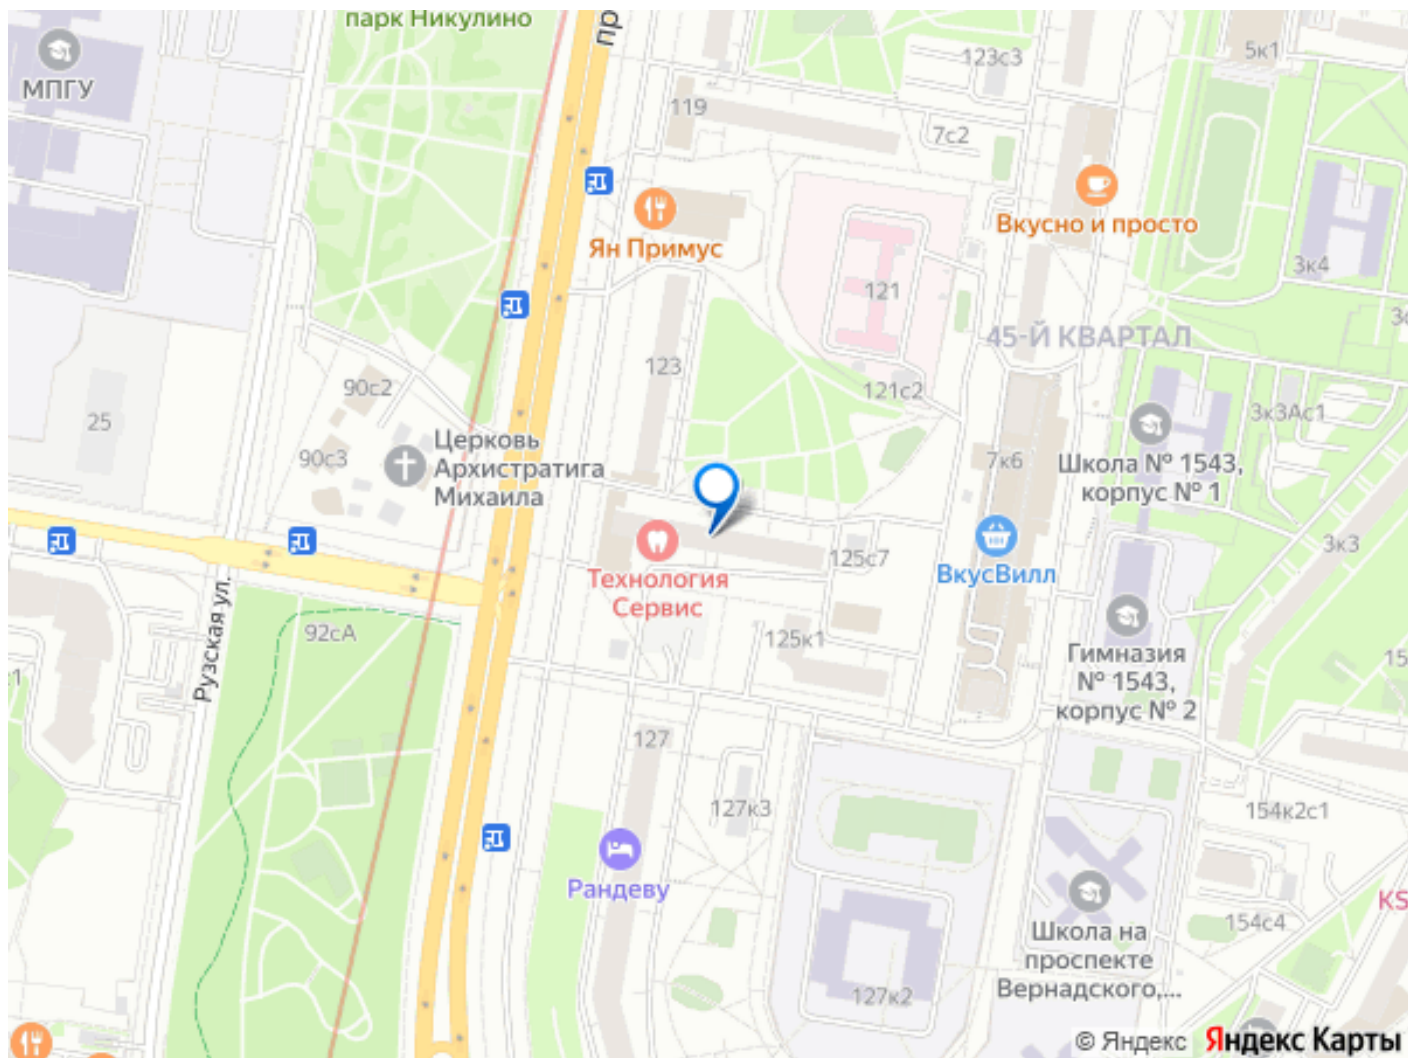 парк Никулино
пр
МПГУ
119
123с3
5к1
7с2
Вкусно и просто
Ян Примус
3к4
121
45-Й КВАРТАЛ
123
90с2
121с2
25
3к3Ас1
90с3
Церковь
Архистратига
Михаила
7к6
Школа № 1543,
корпус № 1
Технология
Сервис
125с7
ВкусВилл
3к3
Рузская ул.
92сА
125к1
Гимназия
№ 1543,
корпус № 2
15
к1
127
127к3
154к2с1
Рандеву
KS
154с4
Школа на
проспекте
Вернадского,...
127к2
© Яндекс Яндекс Карты